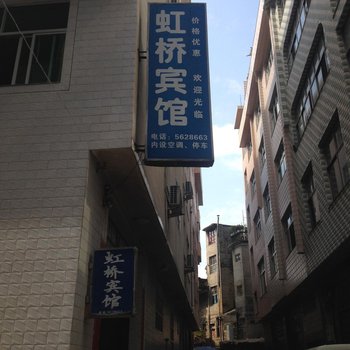 虹桥宾馆
价格优惠 欢迎光临
电话：5628663
内设空调、停车
虹桥宾馆